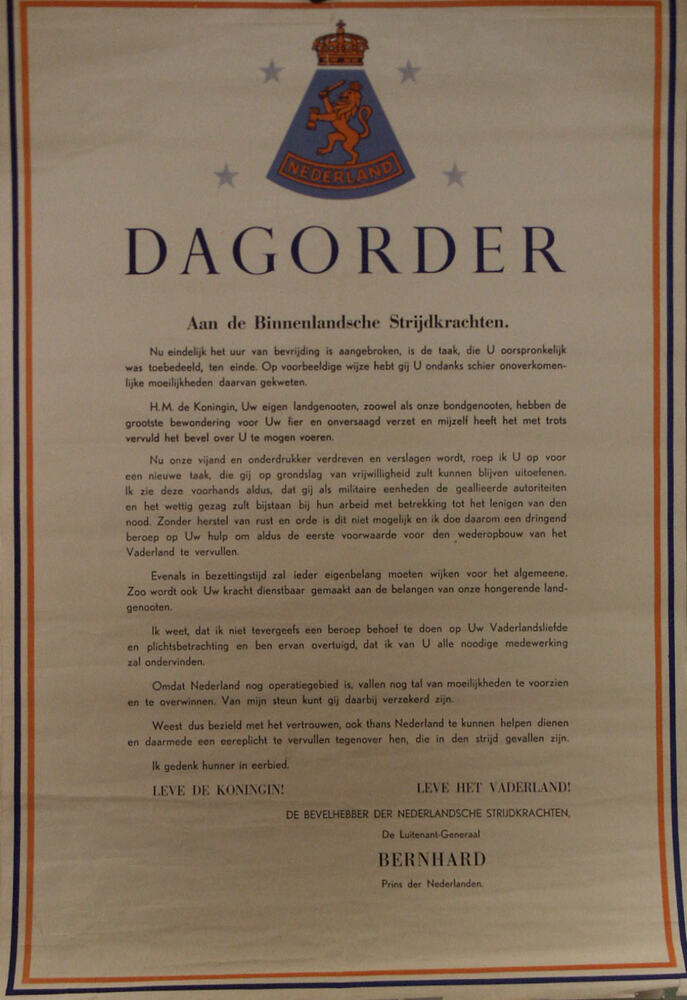 NEDERLAND
DAGORDER
Aan de Binnenlandsche Strijdkrachten.
Nu eindelijk het uur van bevrijding is aangebroken, is de taak, die U oorspronkelijk
was toebedeeld, ten einde. Op voorbeeldige wijze hebt gij U ondanks schier onoverkomen-
lijke moeilijkheden daarvan gekweten.
H.M. de Koningin, Uw eigen landgenooten, zoowel als onze bondgenooten, hebben de
grootste bewondering voor Uw fier en onversaagd verzet en mijzelf heeft het met trots
vervuld het bevel over U te mogen voeren.
Nu onze vijand en onderdrukker verdreven en verslagen wordt, roep ik U op voor
een nieuwe taak, die gij op grondslag van vrijwilligheid zult kunnen blijven uitoefenen.
Ik zie deze voorhands aldus, dat gij als militaire eenheden de geallieerde autoriteiten
en het wettig gezag zult bijstaan bij hun arbeid met betrekking tot het lenigen van den
nood. Zonder herstel van rust en orde is dit niet mogelijk en ik doe daarom een dringend
beroep op Uw hulp om aldus de eerste voorwaarde voor den wederopbouw van het
Vaderland te vervullen.
Evenals in bezettingstijd zal ieder eigenbelang moeten wijken voor het algemeene.
Zoo wordt ook Uw kracht dienstbaar gemaakt aan de belangen van onze hongerende land-
genooten.
Ik weet, dat ik niet tevergeefs een beroep behoef te doen op Uw Vaderlandsliefde
en plichtsbetrachting en ben ervan overtuigd, dat ik van U alle noodige medewerking
zal ondervinden.
Omdat Nederland nog operatiegebied is, vallen nog tal van moeilijkheden te voorzien
en te overwinnen. Van mijn steun kunt gij daarbij verzekerd zijn.
Weest dus bezield met het vertrouwen, ook thans Nederland te kunnen helpen dienen
en daarmede een eereplicht te vervullen tegenover hen, die in den strijd gevallen zijn.
Ik gedenk hunner in eerbied.
LEVE DE KONINGIN! LEVE HET VADERLAND!
DE BEVELHEBBER DER NEDERLANDSCHE STRIJDKRACHTEN,
De Luitenant-Generaal
BERNHARD
Prins der Nederlanden.